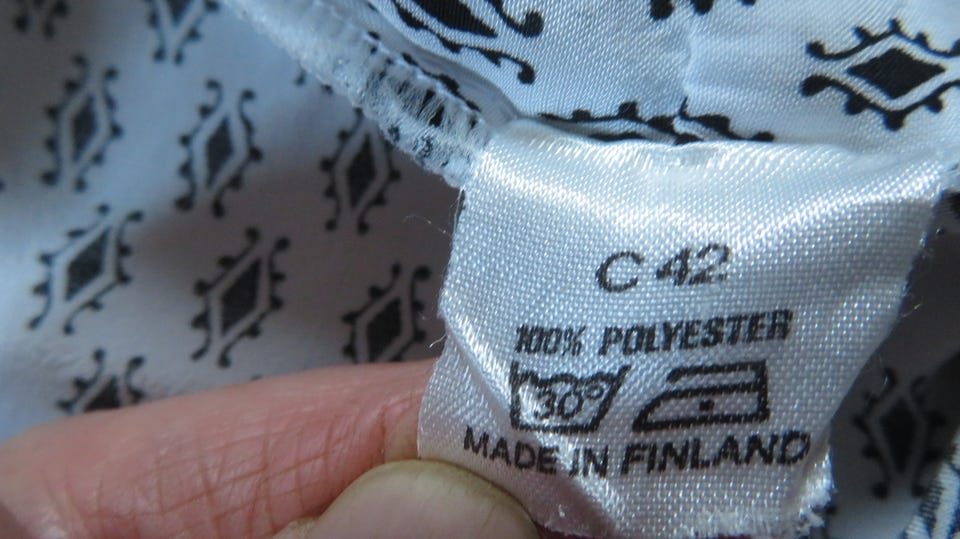 C 42
100% POLYESTER
30°
MADE IN FINLAND